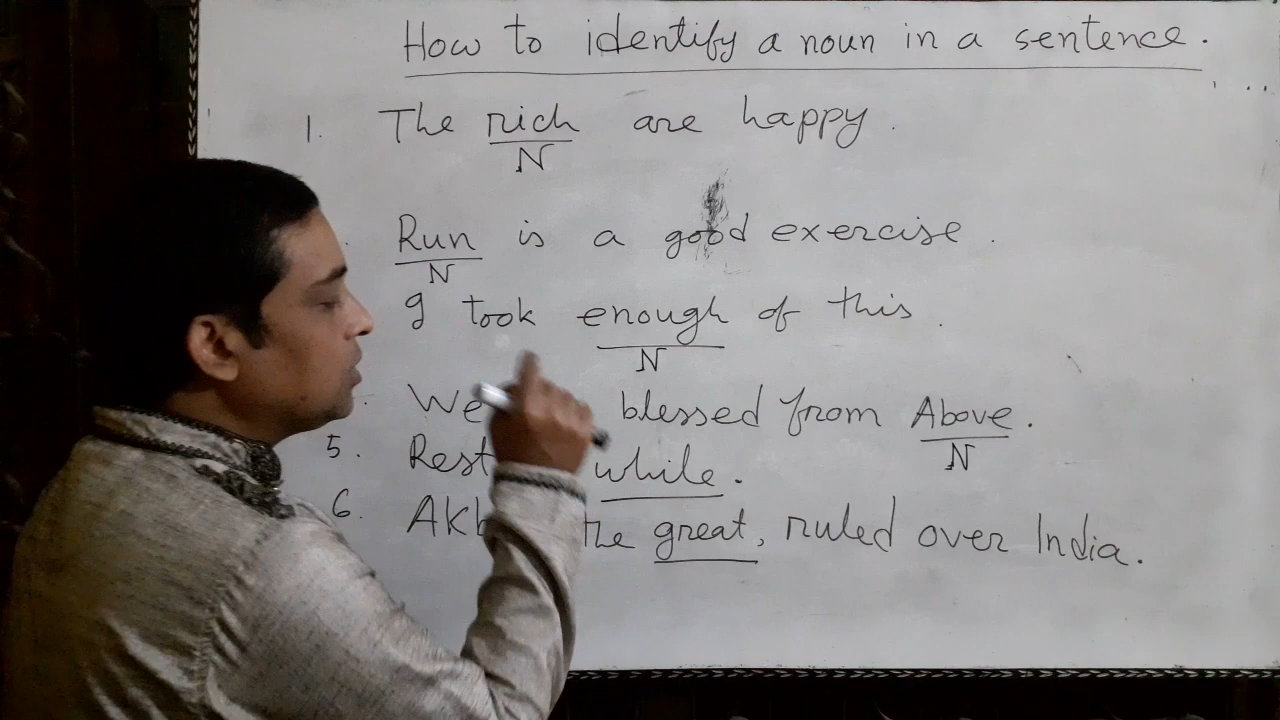 How to identify a noun in a sentence.
1. The rich are happy.
N
Run is a good exercise.
N
I took enough of this.
N
We blessed from Above.
N
5. Rest while.
6. Akb the great, ruled over India.